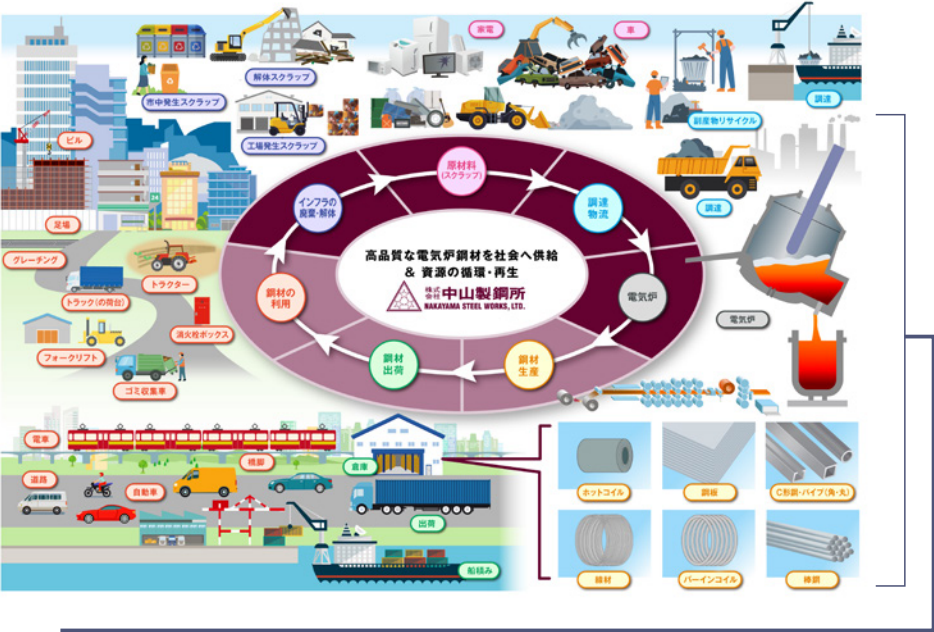 家電
車
解体スクラップ
市中発生スクラップ
調達
副産物リサイクル
工場発生スクラップ
ビル
原材料
(スクラップ)
インフラの
廃棄・解体
調達
物流
調達
足場
グレーチング
トラクター
高品質な電気炉鋼材を社会へ供給
& 資源の循環・再生
株式
会社
中山製鋼所
NAKAYAMA STEEL WORKS, LTD.
鋼材の
利用
電気炉
トラック(の荷台)
電気炉
消火栓ボックス
フォークリフト
鋼材
出荷
鋼材
生産
ゴミ収集車
電車
橋脚
倉庫
道路
自動車
ホットコイル
鋼板
C形鋼・パイプ(角・丸)
出荷
船積み
線材
バーインコイル
棒鋼